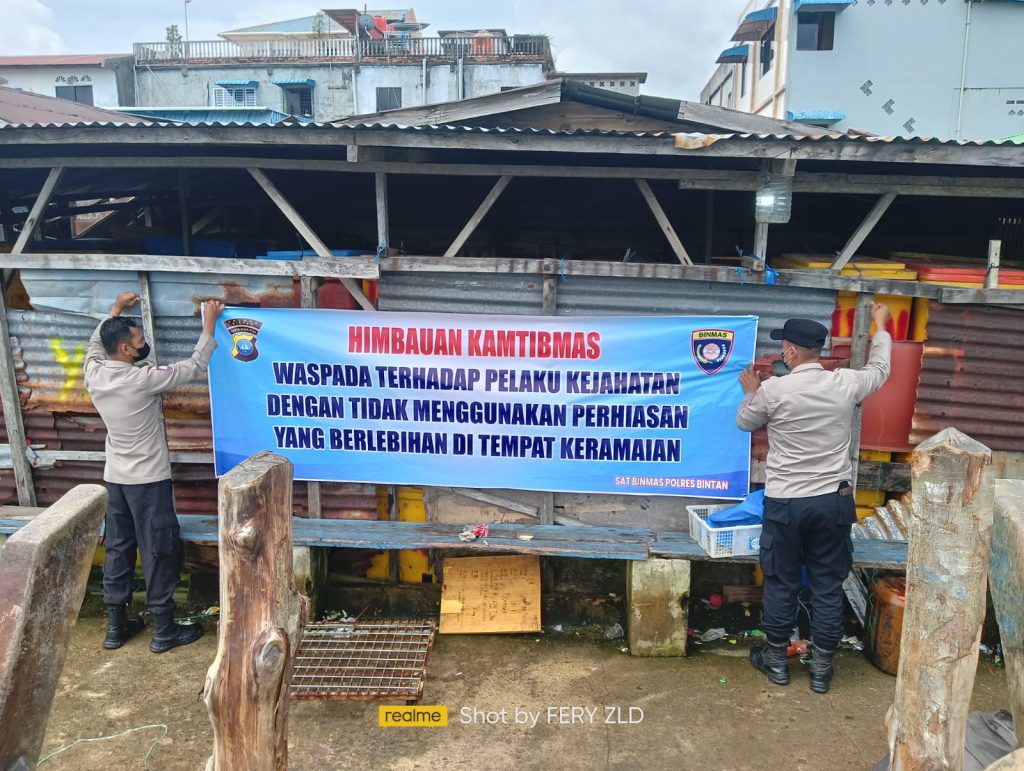 HIMBAUAN KAMTIBMAS
BINMAS
WASPADA TERHADAP PELAKU KEJAHATAN
DENGAN TIDAK MENGGUNAKAN PERHIASAN
YANG BERLEBIHAN DI TEMPAT KERAMAIAN
SAT BINMAS POLRES BINTAN
realme Shot by FERY ZLD